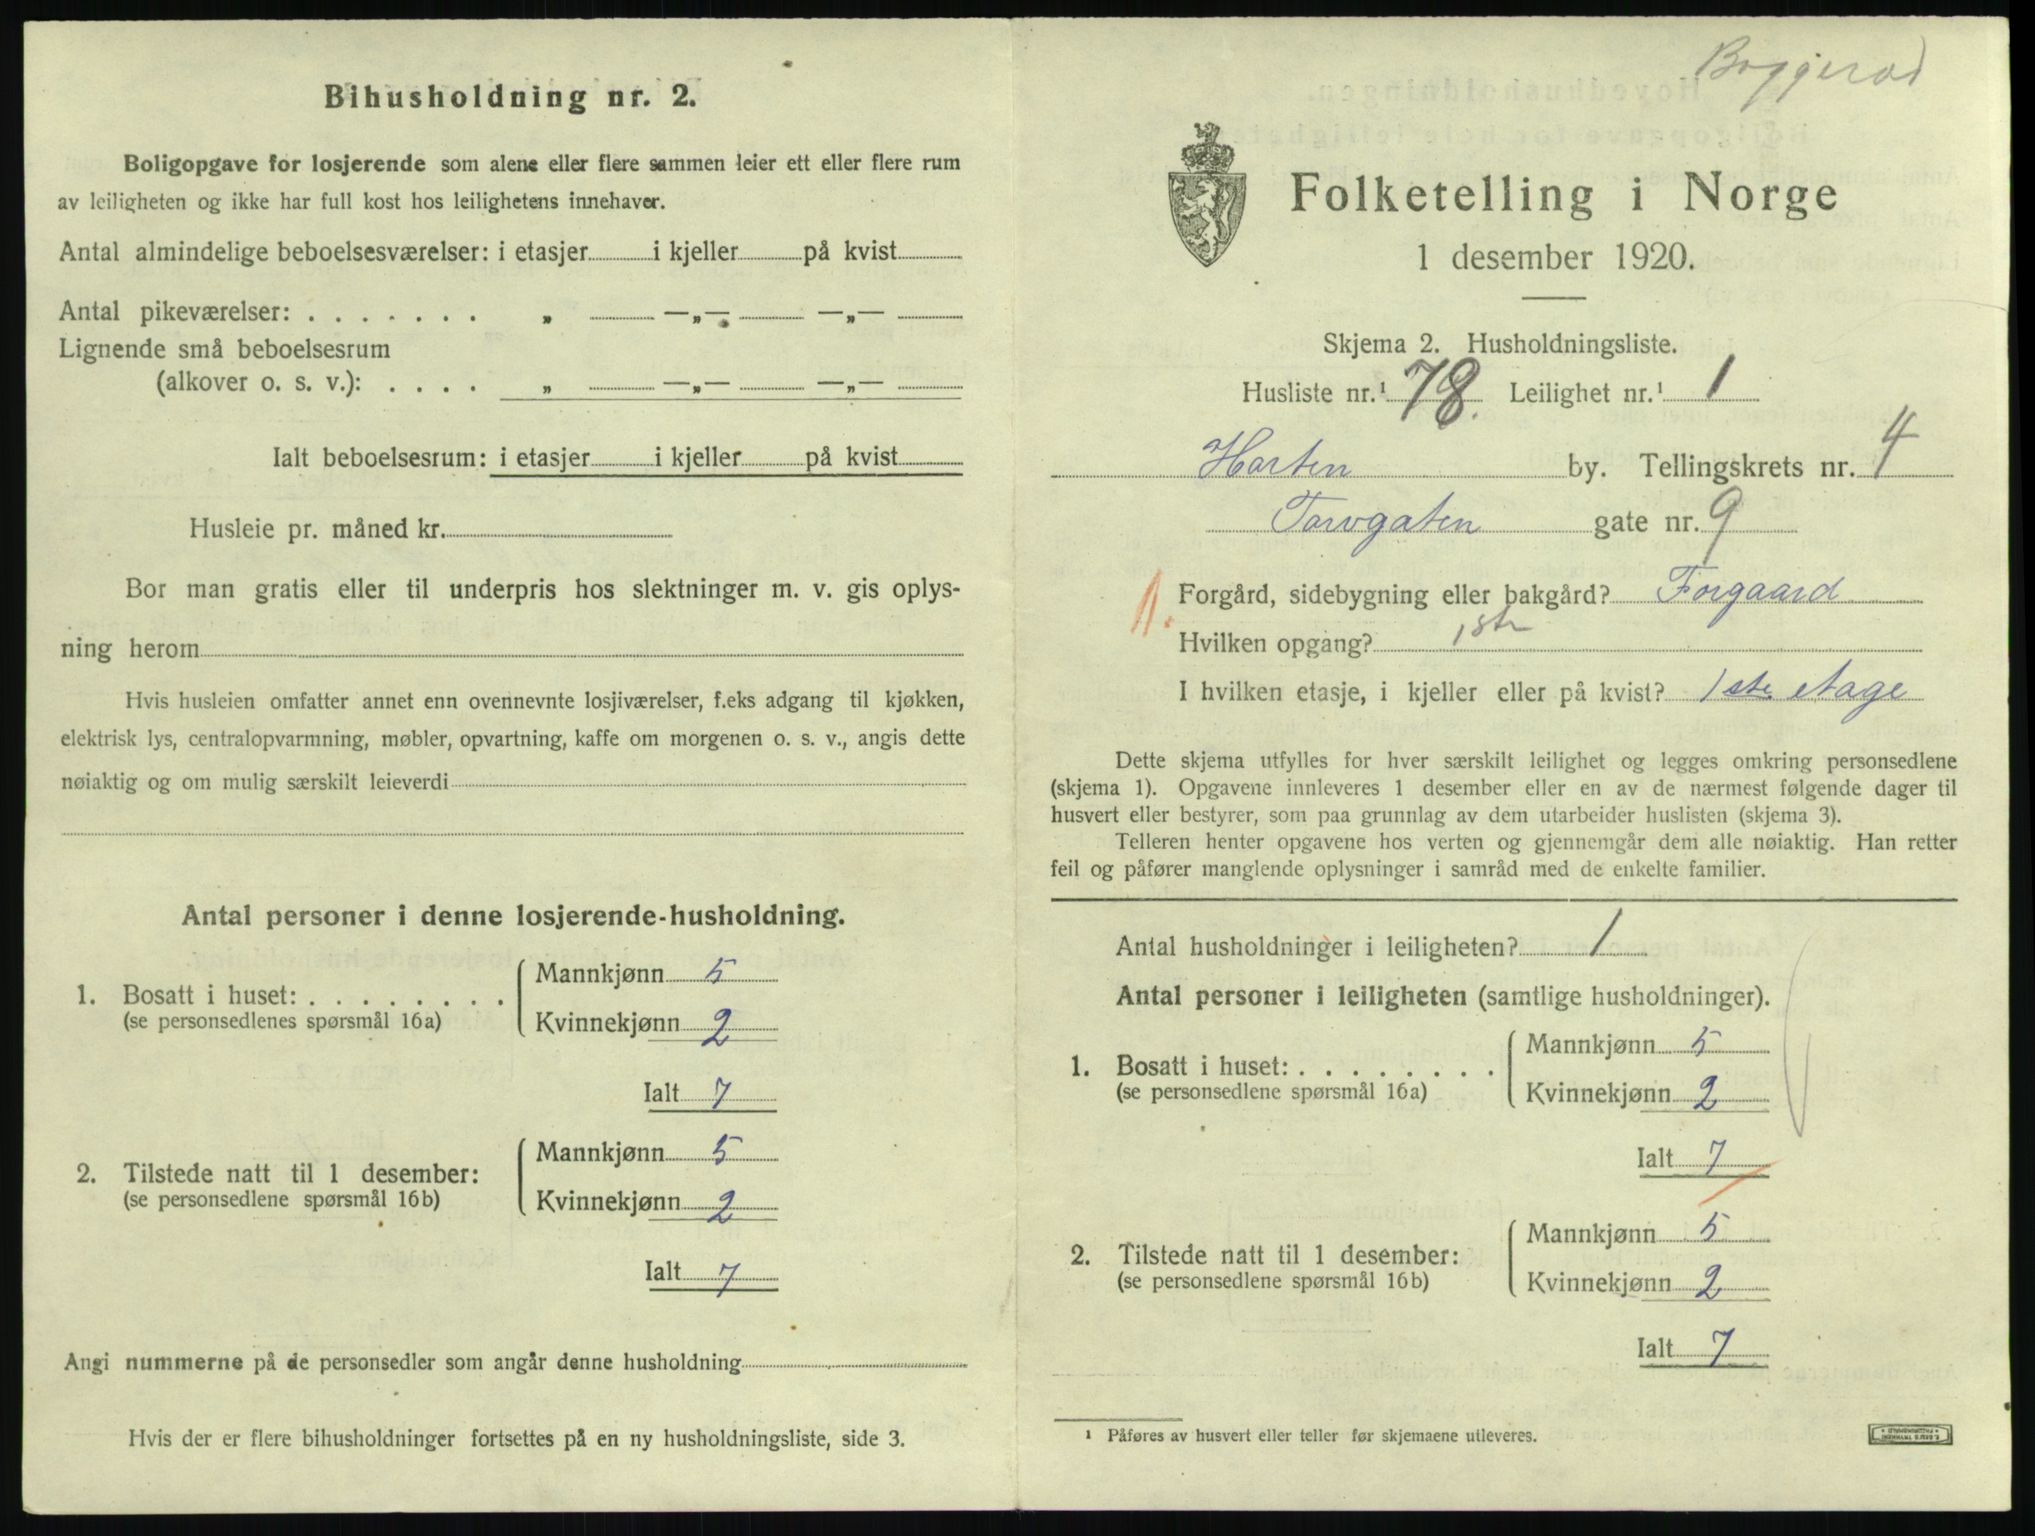 Bihusholdning nr. 2.
Boligopgave for losjerende som alene eller flere sammen leier ett eller flere rum
av leiligheten og ikke har full kost hos leilighetens innehaver.
Antal almindelige beboelsesværelser: i etasjer i kjeller på kvist
Antal pikeværelser: . . . . . . . „ —„— —„—
Lignende små beboelsesrum
(alkover o. s. v.): . . . . „ —„— —„—
Ialt beboelsesrum: i etasjer i kjeller på kvist
Husleie pr. måned kr.
Bor man gratis eller til underpris hos slektninger m. v. gis oplys-
ning herom
Hvis husleien omfatter annet enn ovennevnte losjiværelser, f.eks adgang til kjøkken,
elektrisk lys, centralopvarmning, møbler, opvartning, kaffe om morgenen o. s. v., angis dette
nøiaktig og om mulig særskilt leieverdi
Antal personer i denne losjerende-husholdning.
1. Bosatt i huset: . . . . . . . .
(se personsedlenes spørsmål 16a)
Mannkjønn 5
Kvinnekjønn 2
Ialt 7
2. Tilstede natt til 1 desember:
(se personsedlene spørsmål 16b)
Mannkjønn 5
Kvinnekjønn 2
Ialt 7
Angi nummerne på de personsedler som angår denne husholdning
Hvis der er flere bihusholdninger fortsettes på en ny husholdningsliste, side 3.
Folketelling i Norge
1 desember 1920.
Skjema 2. Husholdningsliste.
Husliste nr.¹ 78. Leilighet nr.¹ 1
Horten by. Tellingskrets nr. 4
Torvgaten gate nr. 9
Forgård, sidebygning eller bakgård? Forgaard
Hvilken opgang? 1ste
I hvilken etasje, i kjeller eller på kvist? 1ste etage
Dette skjema utfylles for hver særskilt leilighet og legges omkring personsedlene
(skjema 1). Opgavene innleveres 1 desember eller en av de nærmest følgende dager til
husvert eller bestyrer, som paa grunnlag av dem utarbeider huslisten (skjema 3).
Telleren henter opgavene hos verten og gjennemgår dem alle nøiaktig. Han retter
feil og påfører manglende oplysninger i samråd med de enkelte familier.
Antal husholdninger i leiligheten? 1
Antal personer i leiligheten (samtlige husholdninger).
1. Bosatt i huset: . . . . . . . .
(se personsedlene spørsmål 16a)
Mannkjønn 5
Kvinnekjønn 2
Ialt 7
2. Tilstede natt til 1 desember:
(se personsedlene spørsmål 16b)
Mannkjønn 5
Kvinnekjønn 2
Ialt 7
¹ Påføres av husvert eller teller før skjemaene utleveres.